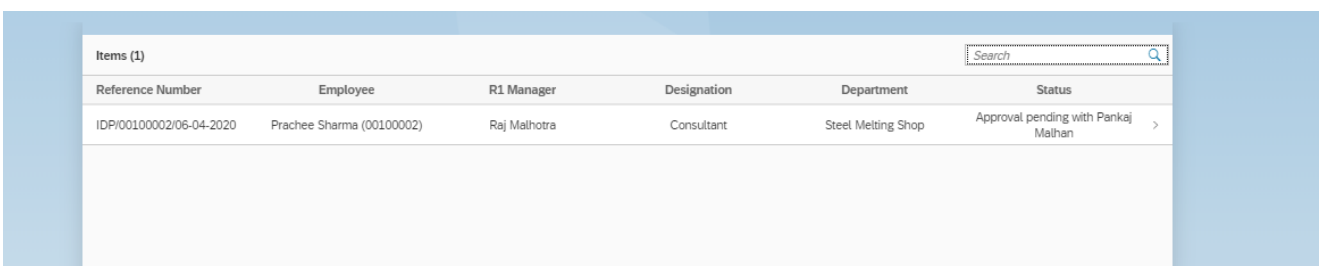 Items (1)
Search
Reference Number Employee R1 Manager Designation Department Status
IDP/00100002/06-04-2020 Prachee Sharma (00100002) Raj Malhotra Consultant Steel Melting Shop Approval pending with Pankaj
Malhan